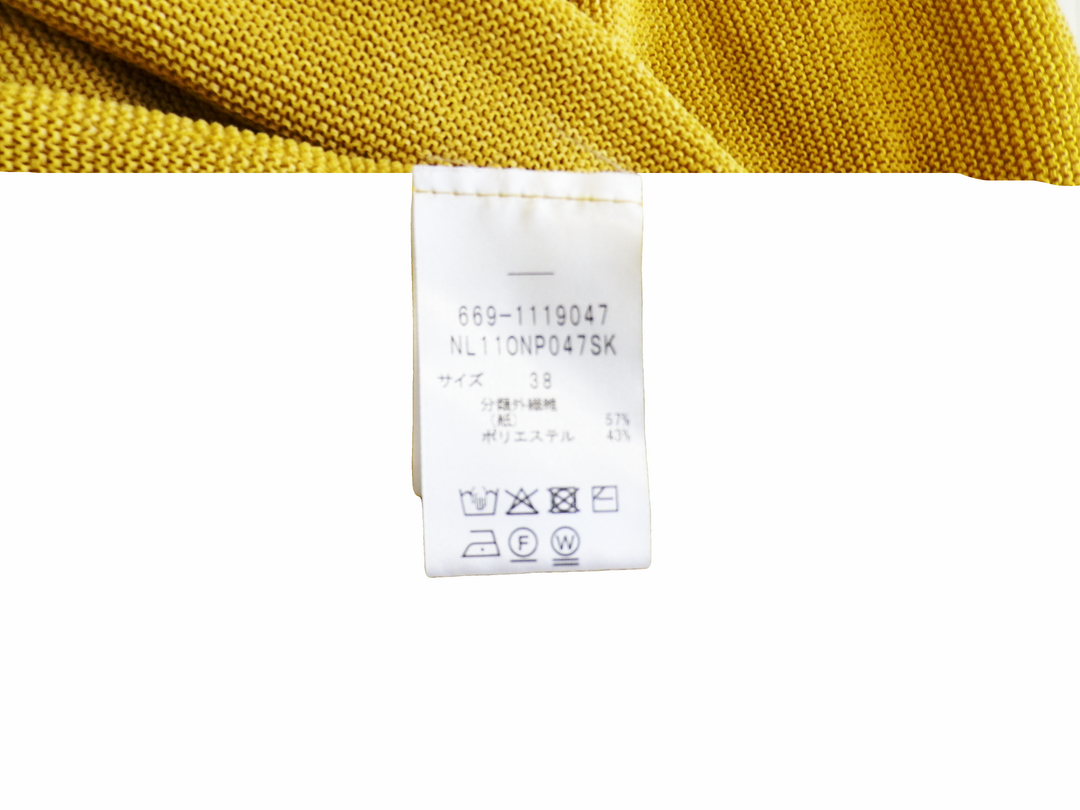 669-1119047
NL110NP047SK
サイズ 38
分類外繊維
(紙) 57%
ポリエステル 43%
F W